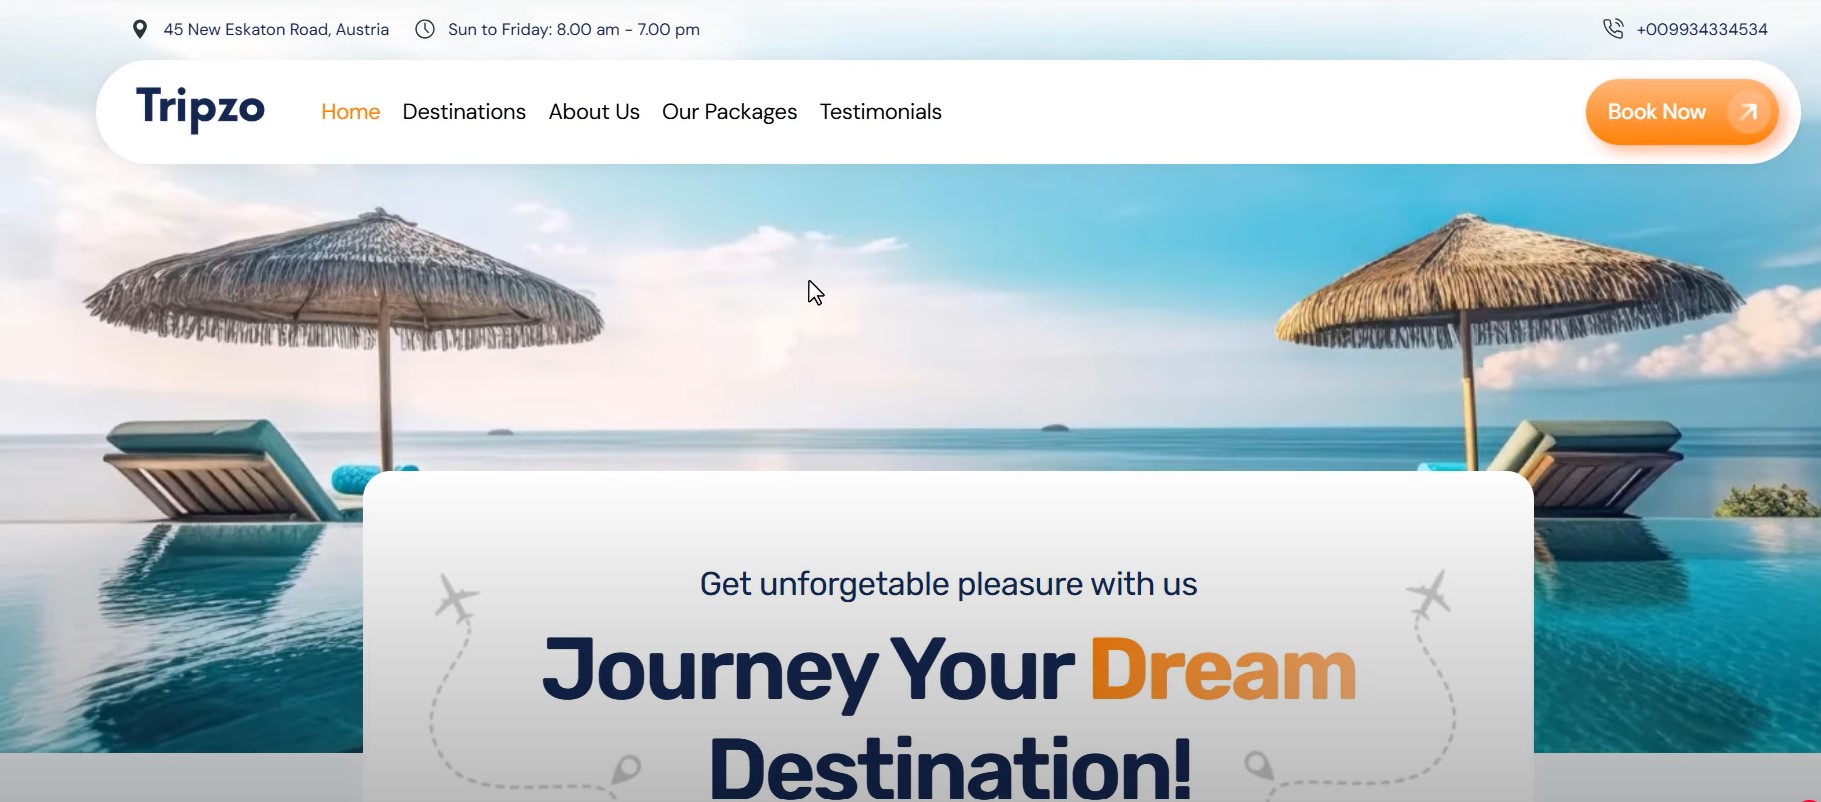 45 New Eskaton Road, Austria
Sun to Friday: 8.00 am - 7.00 pm
+009934334534
Tripzo
Home
Destinations
About Us
Our Packages
Testimonials
Book Now
Get unforgetable pleasure with us
Journey Your Dream
Destination!